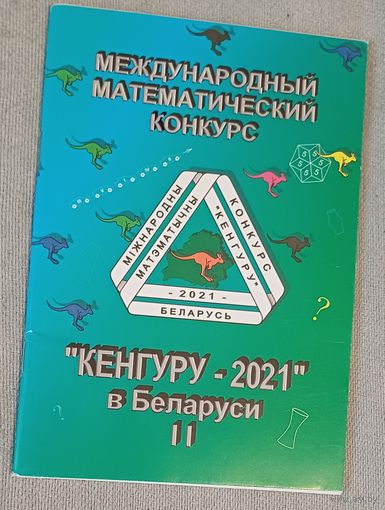 МЕЖДУНАРОДНЫЙ
МАТЕМАТИЧЕСКИЙ
КОНКУРС
МІЖНАРОДНЫ
МАТЭМАТЫЧНЫ
КОНКУРС
"КЕНГУРУ"
- 2021 -
БЕЛАРУСЬ
"КЕНГУРУ - 2021"
в Беларуси
11